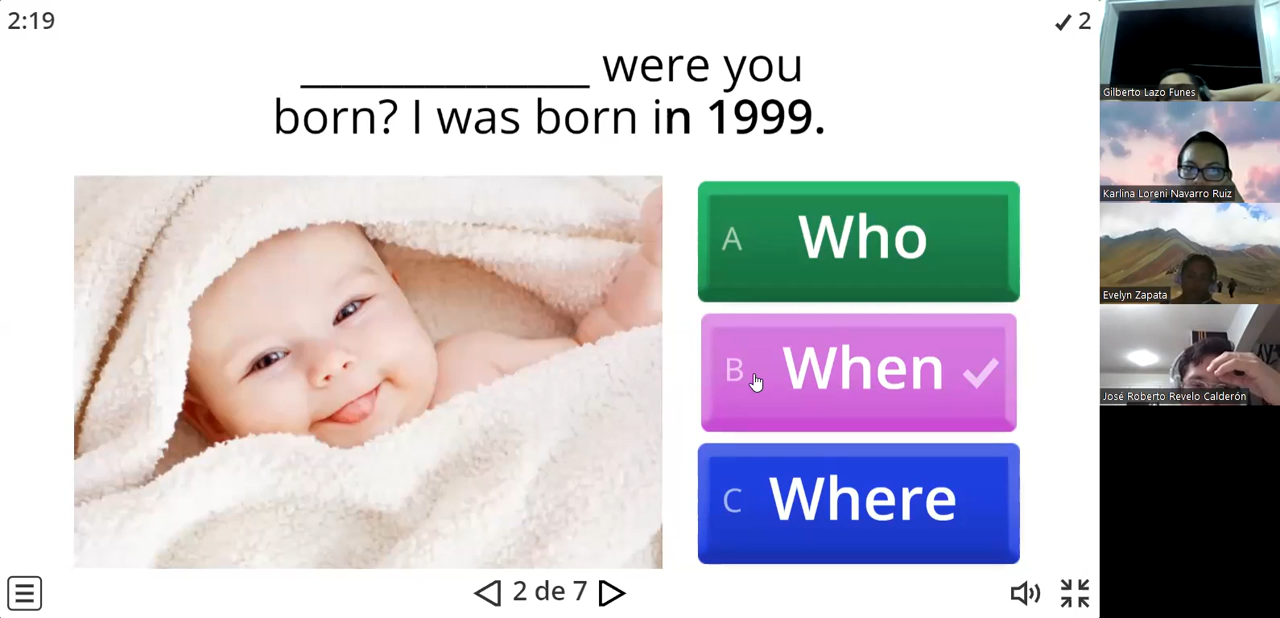 2:19
✓ 2
______________ were you
born? I was born in 1999.
A Who
B When ✓
C Where
2 de 7
Gilberto Lazo Funes
Karlina Loreni Navarro Ruiz
Evelyn Zapata
José Roberto Revelo Calderón